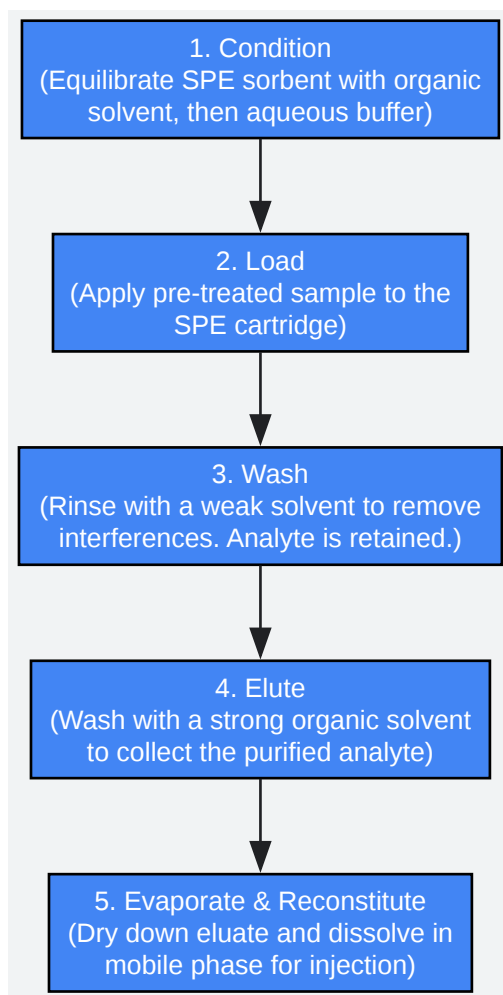 1. Condition
(Equilibrate SPE sorbent with organic
solvent, then aqueous buffer)
2. Load
(Apply pre-treated sample to the
SPE cartridge)
3. Wash
(Rinse with a weak solvent to remove
interferences. Analyte is retained.)
4. Elute
(Wash with a strong organic solvent
to collect the purified analyte)
5. Evaporate & Reconstitute
(Dry down eluate and dissolve in
mobile phase for injection)